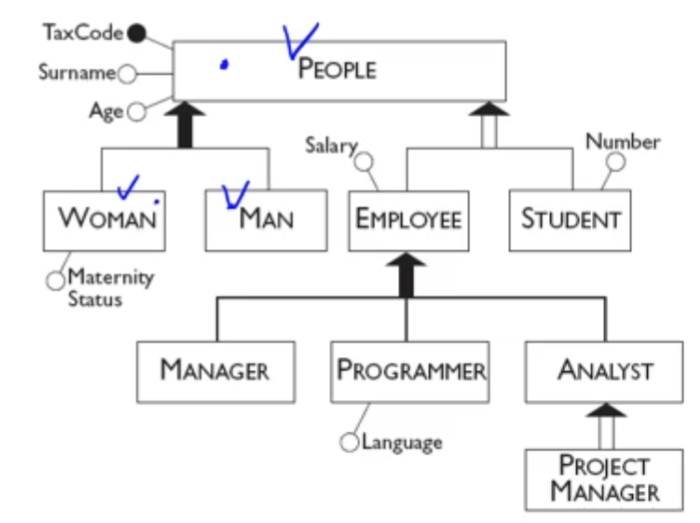 TaxCode
PEOPLE
Surname
Age
Salary
Number
WOMAN
MAN
EMPLOYEE
STUDENT
Maternity
Status
MANAGER
PROGRAMMER
ANALYST
Language
PROJECT
MANAGER